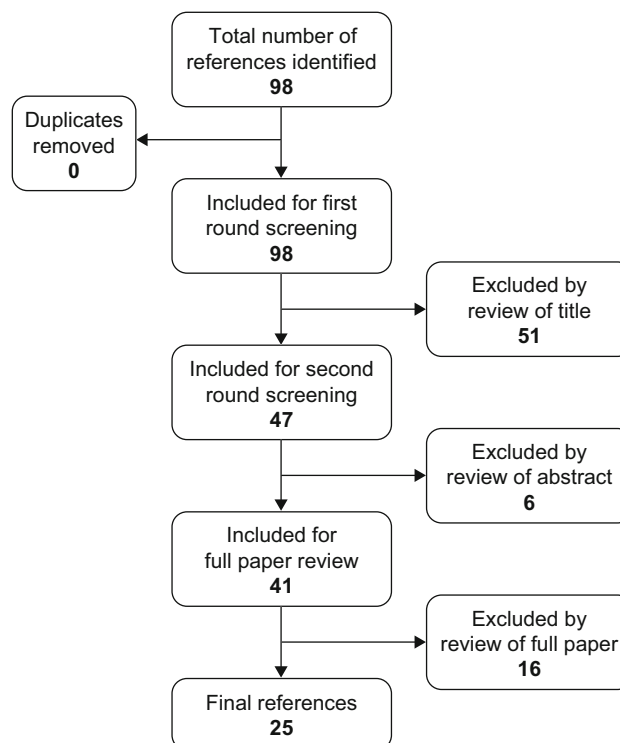 Total number of
references identified
98
Duplicates
removed
0
Included for first
round screening
98
Excluded by
review of title
51
Included for second
round screening
47
Excluded by
review of abstract
6
Included for
full paper review
41
Excluded by
review of full paper
16
Final references
25